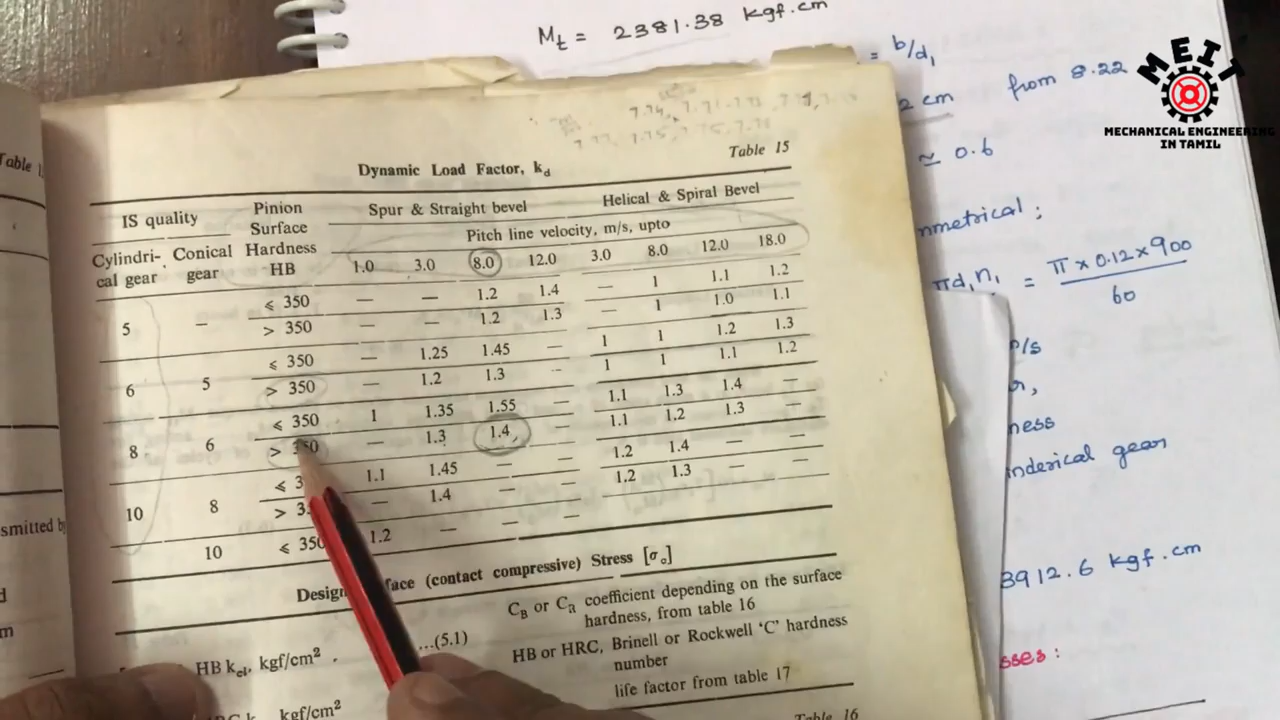 Mt = 2381.38 kgf.cm
= b/d₁
2 cm from 8.22
≃ 0.6
nmetrical ;
πd₁n₁ = π × 0.12 × 900
60
m/s
r,
ness
inderical gear
3912.6 kgf.cm
sses :
MEIT
MECHANICAL ENGINEERING
IN TAMIL
Table 1
smitted by
d
m
7.74,
Table 15
Dynamic Load Factor, kd
IS quality Pinion Surface Hardness HB Spur & Straight bevel Helical & Spiral Bevel
Pitch line velocity, m/s, upto
Cylindri-cal gear Conical gear 1.0 3.0 8.0 12.0 3.0 8.0 12.0 18.0
5 — ⩽ 350 — — 1.2 1.4 — 1 1.1 1.2
> 350 — — 1.2 1.3 — 1 1.0 1.1
6 5 ⩽ 350 — 1.25 1.45 — 1 1 1.2 1.3
> 350 — 1.2 1.3 — 1 1 1.1 1.2
8 6 ⩽ 350 1 1.35 1.55 — 1.1 1.3 1.4 —
> 350 — 1.3 1.4 — 1.1 1.2 1.3 —
10 8 ⩽ 3 1.1 1.45 — — 1.2 1.4 — —
> 35 — 1.4 — — 1.2 1.3 — —
10 ⩽ 350 1.2 — — — — — — —
Design face (contact compressive) Stress [σc]
HB kcl, kgf/cm² ...(5.1)
kgf/cm²
CB or CR coefficient depending on the surface
hardness, from table 16
HB or HRC, Brinell or Rockwell ‘C’ hardness
number
life factor from table 17
Table 16